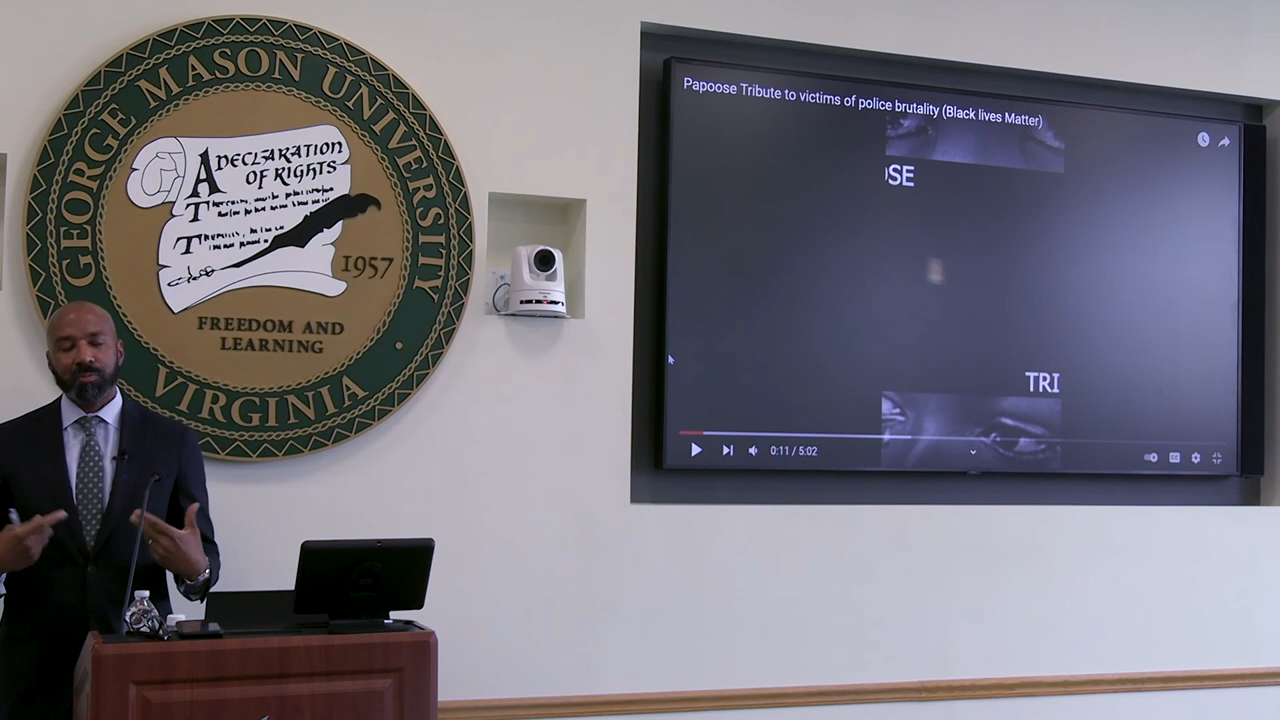 GEORGE MASON UNIVERSITY
A DECLARATION
OF RIGHTS
1957
FREEDOM AND
LEARNING
VIRGINIA
Papoose Tribute to victims of police brutality (Black lives Matter)
OSE
TRI
0:11 / 5:02
CC